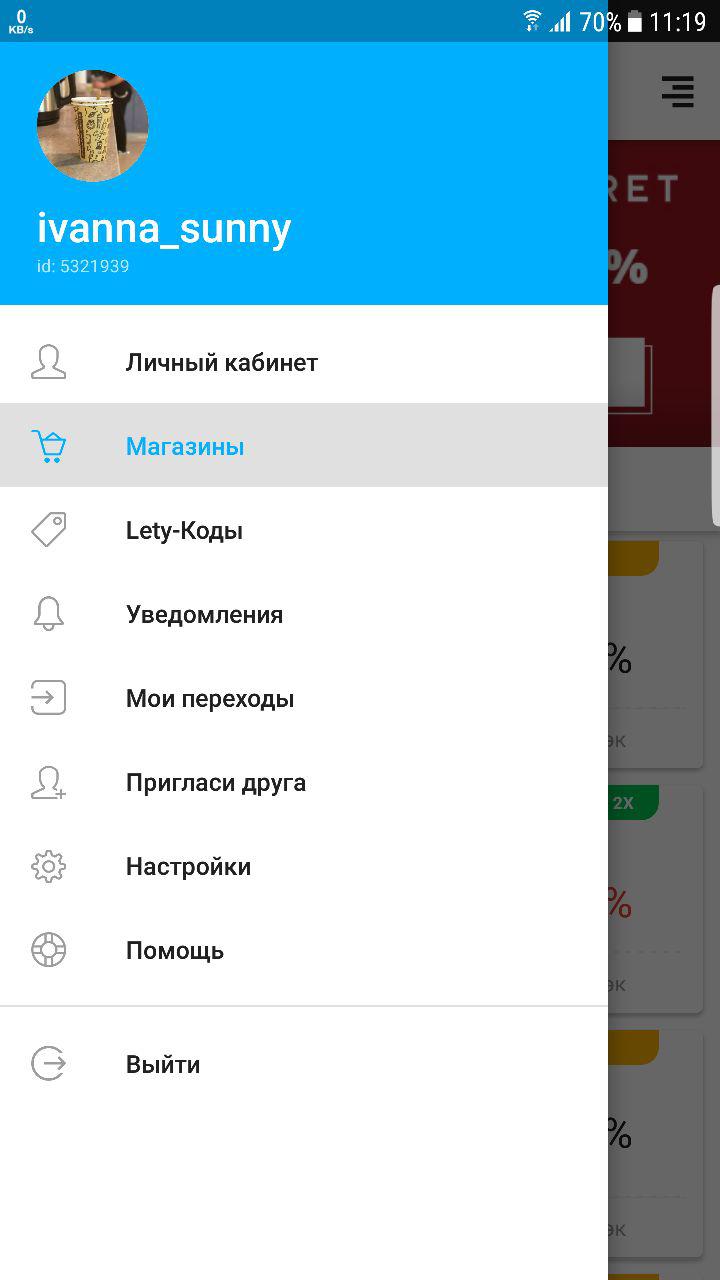 0
KB/s
70%
11:19
ivanna_sunny
id: 5321939
Личный кабинет
Магазины
Lety-Коды
Уведомления
Мои переходы
Пригласи друга
Настройки
Помощь
Выйти
RET
%
%
эк
2X
%
эк
%
эк